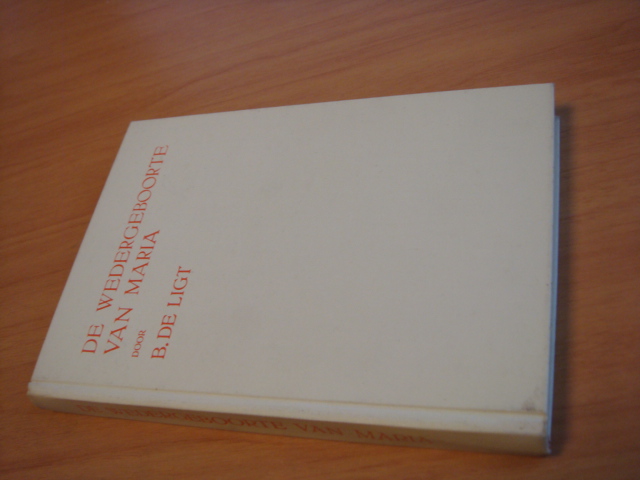 DE WEDERGEBOORTE
VAN MARIA
DOOR
B. DE LIGT
DE WEDERGEBOORTE VAN MARIA